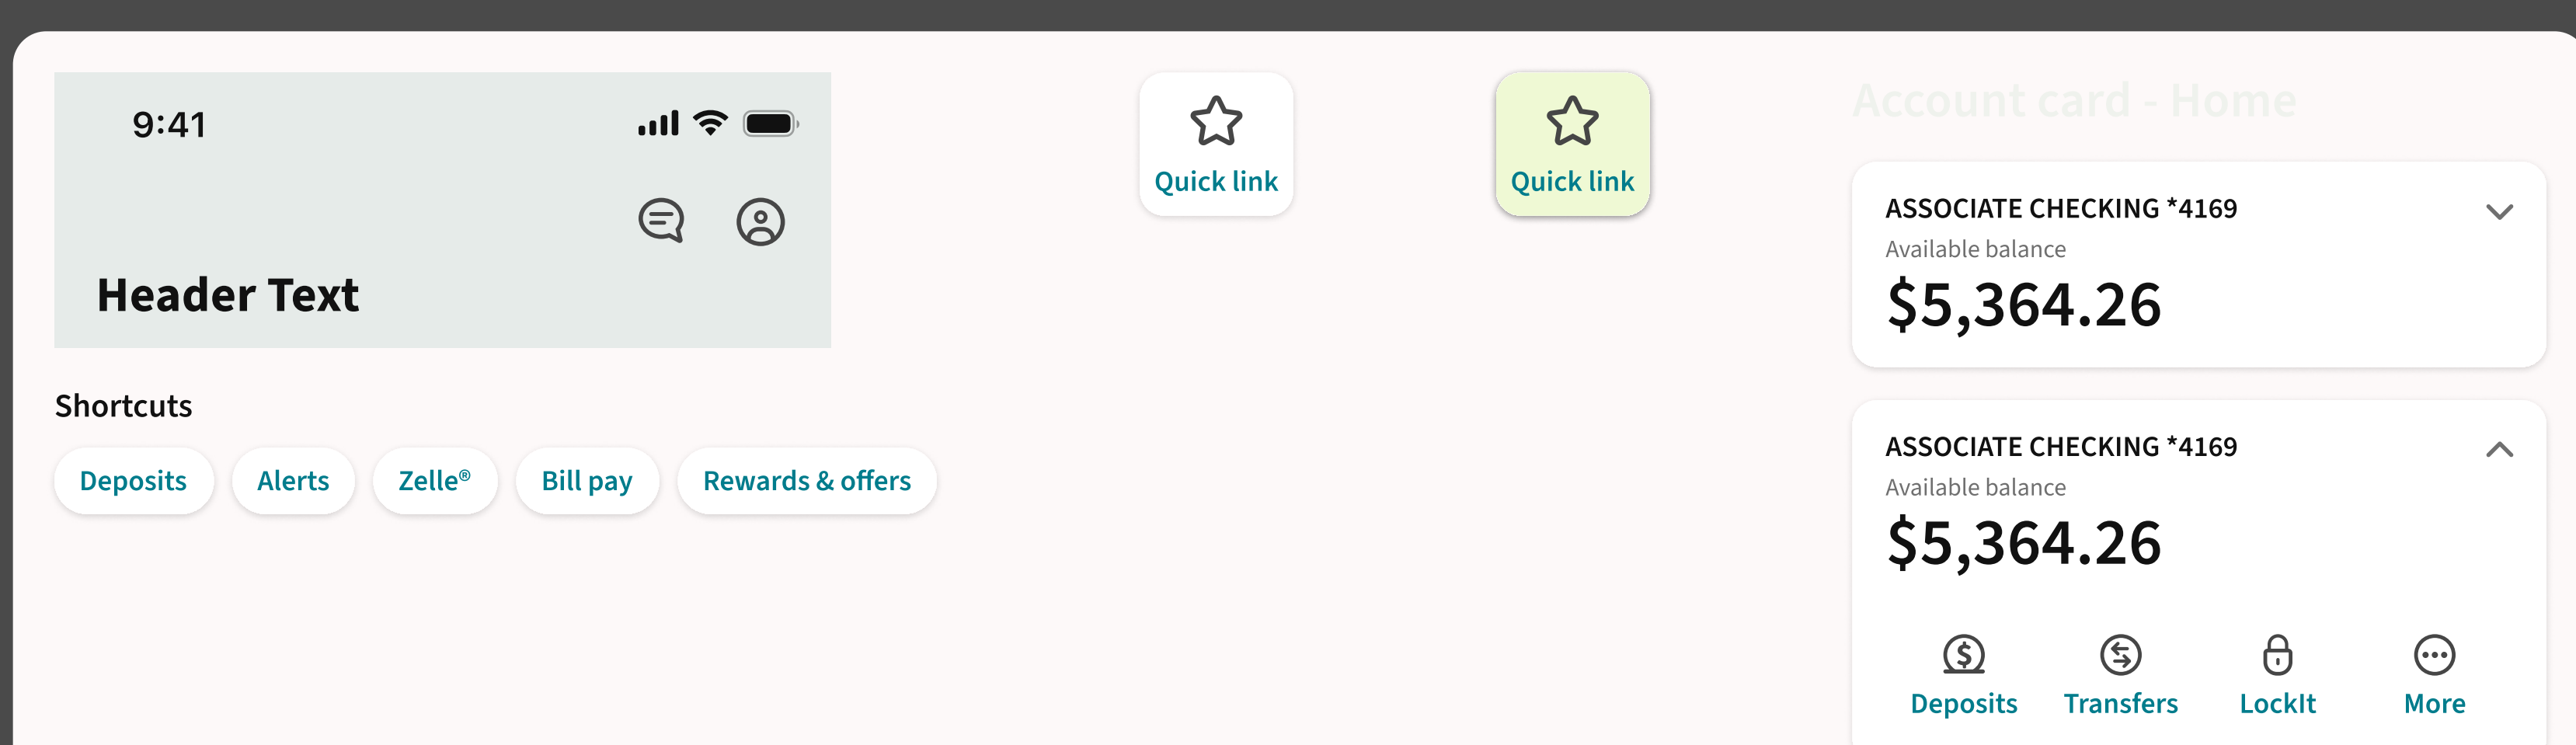 9:41
Header Text
Shortcuts
Deposits
Alerts
Zelle®
Bill pay
Rewards & offers
Quick link
Quick link
Account card - Home
ASSOCIATE CHECKING *4169
Available balance
$5,364.26
ASSOCIATE CHECKING *4169
Available balance
$5,364.26
Deposits
Transfers
LockIt
More